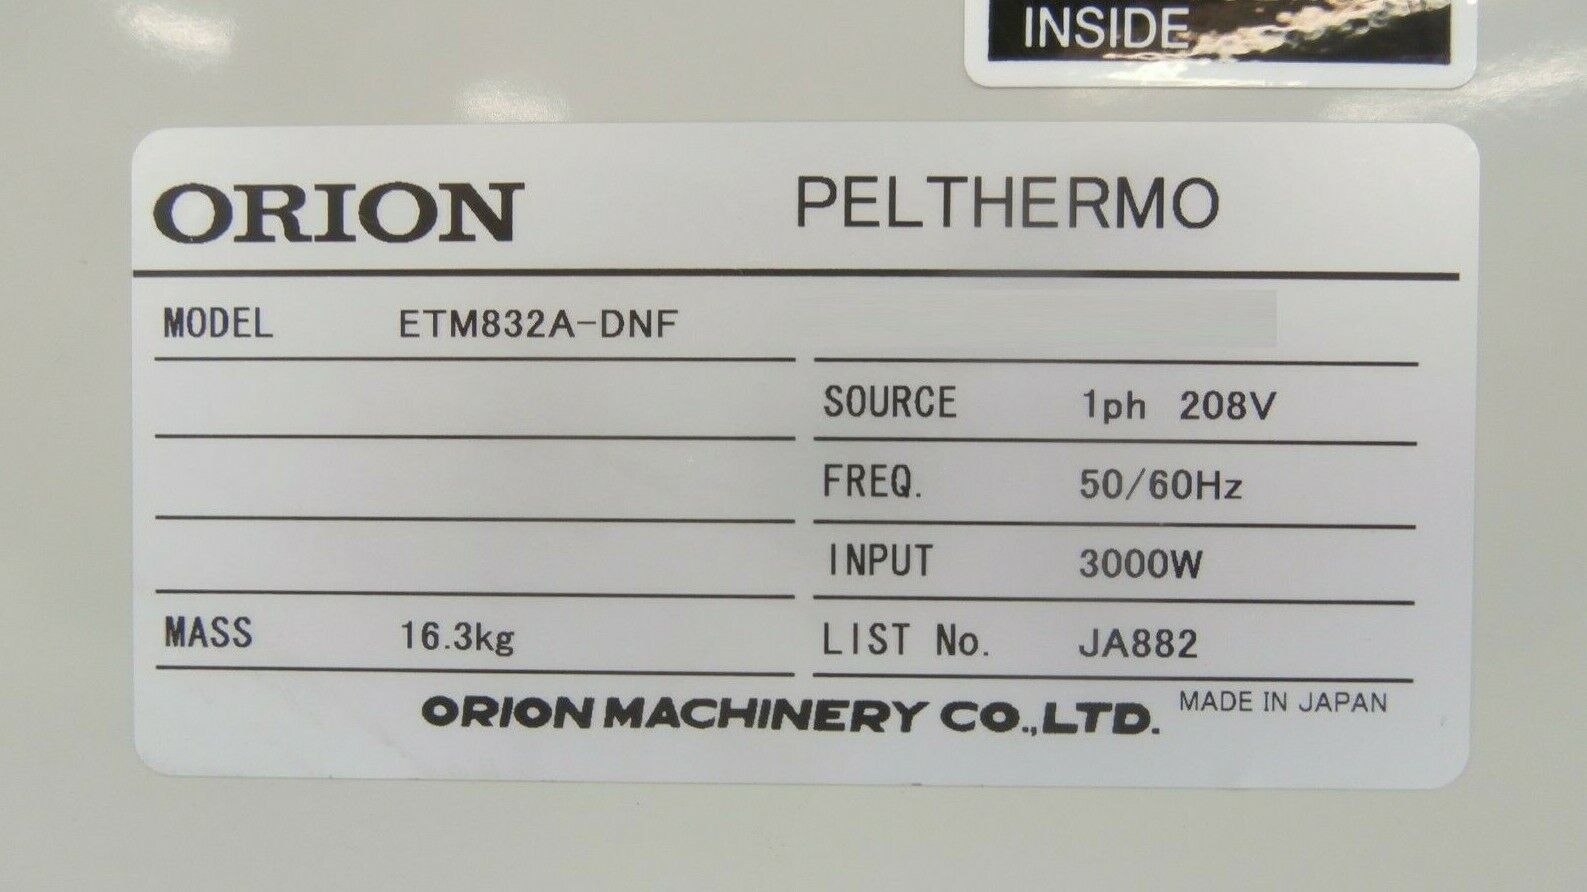 INSIDE
ORION PELTHERMO
MODEL ETM832A-DNF
SOURCE 1ph 208V
FREQ. 50/60Hz
INPUT 3000W
MASS 16.3kg LIST No. JA882
ORION MACHINERY CO.,LTD. MADE IN JAPAN